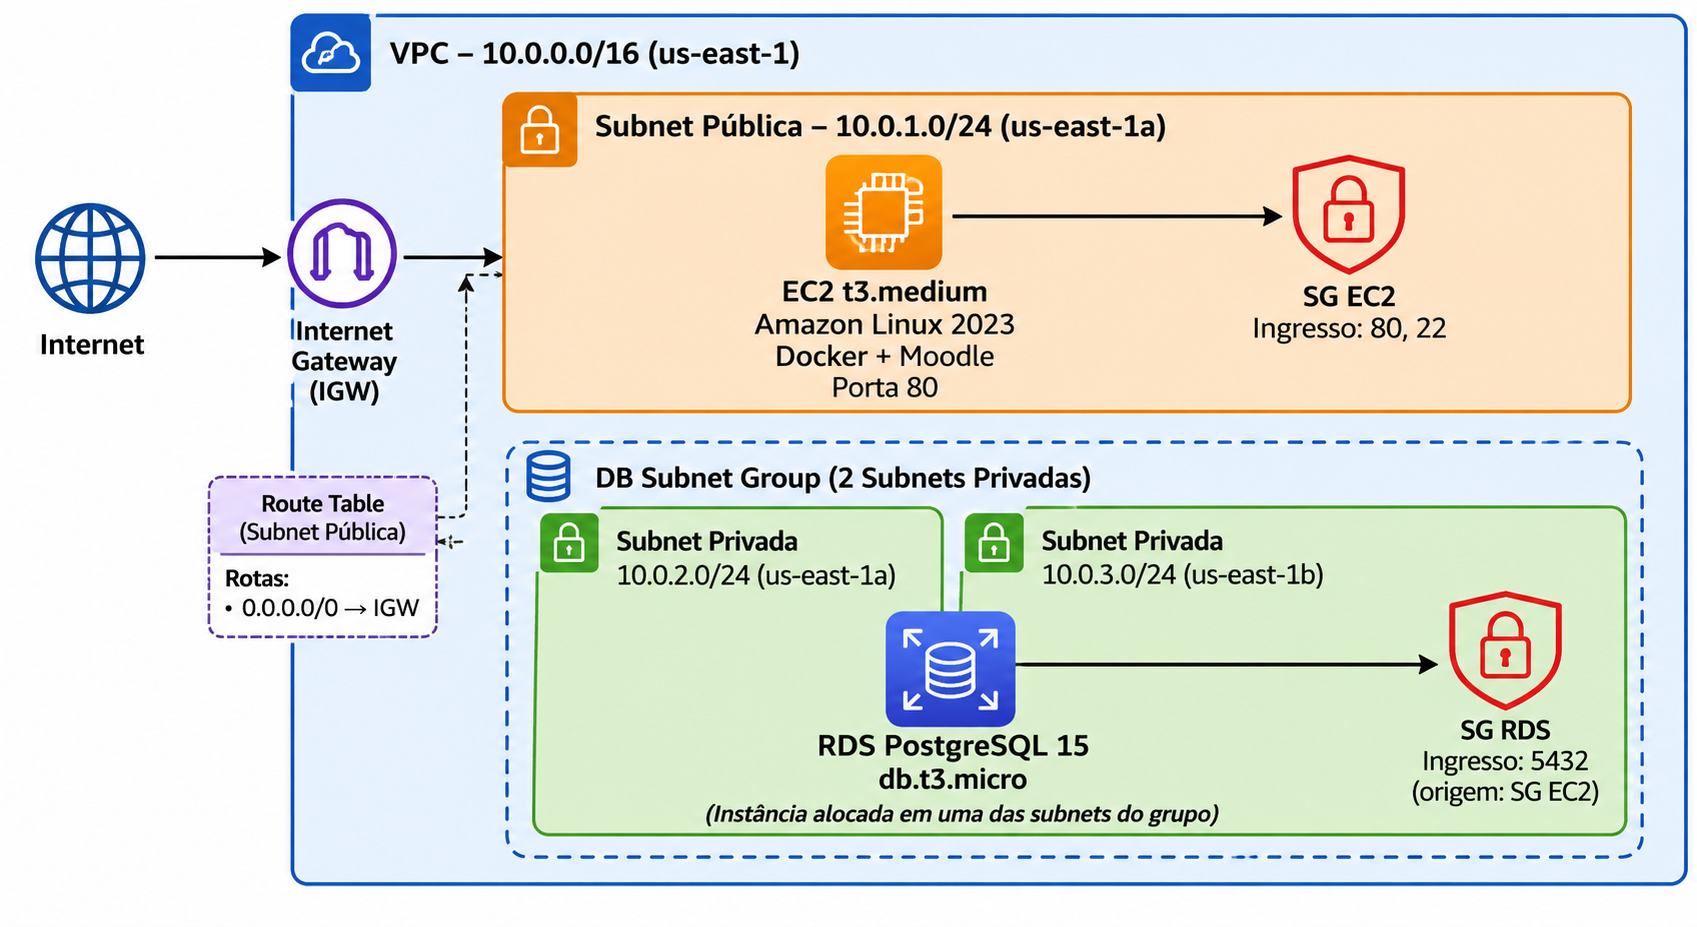 VPC – 10.0.0.0/16 (us-east-1)
Subnet Pública – 10.0.1.0/24 (us-east-1a)
EC2 t3.medium
Amazon Linux 2023
Docker + Moodle
Porta 80
SG EC2
Ingresso: 80, 22
Internet
Internet
Gateway
(IGW)
Route Table
(Subnet Pública)
Rotas:
• 0.0.0.0/0 → IGW
DB Subnet Group (2 Subnets Privadas)
Subnet Privada
10.0.2.0/24 (us-east-1a)
Subnet Privada
10.0.3.0/24 (us-east-1b)
RDS PostgreSQL 15
db.t3.micro
(Instância alocada em uma das subnets do grupo)
SG RDS
Ingresso: 5432
(origem: SG EC2)